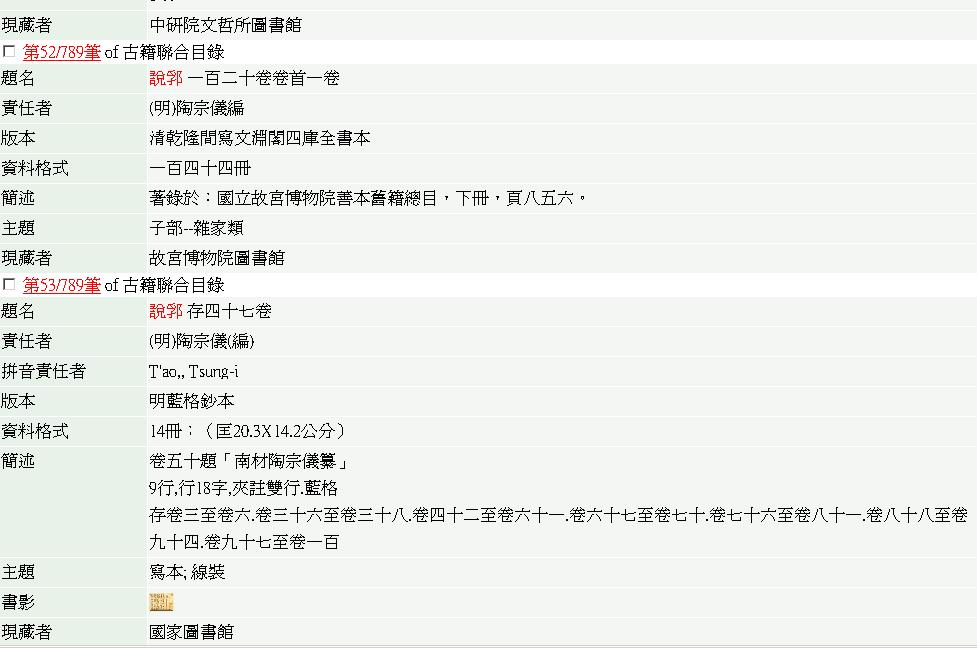 現藏者 中研院文哲所圖書館
第52/789筆 of 古籍聯合目錄
題名 說郛 一百二十卷卷首一卷
責任者 (明)陶宗儀編
版本 清乾隆間寫文淵閣四庫全書本
資料格式 一百四十四冊
簡述 著錄於：國立故宮博物院善本舊籍總目，下冊，頁八五六。
主題 子部--雜家類
現藏者 故宮博物院圖書館
第53/789筆 of 古籍聯合目錄
題名 說郛 存四十七卷
責任者 (明)陶宗儀(編)
拼音責任者 T'ao,, Tsung-i
版本 明藍格鈔本
資料格式 14冊；（匡20.3X14.2公分）
簡述 卷五十題「南材陶宗儀纂」
9行,行18字,夾註雙行.藍格
存卷三至卷六.卷三十六至卷三十八.卷四十二至卷六十一.卷六十七至卷七十.卷七十六至卷八十一.卷八十八至卷
九十四.卷九十七至卷一百
主題 寫本; 線裝
書影
現藏者 國家圖書館